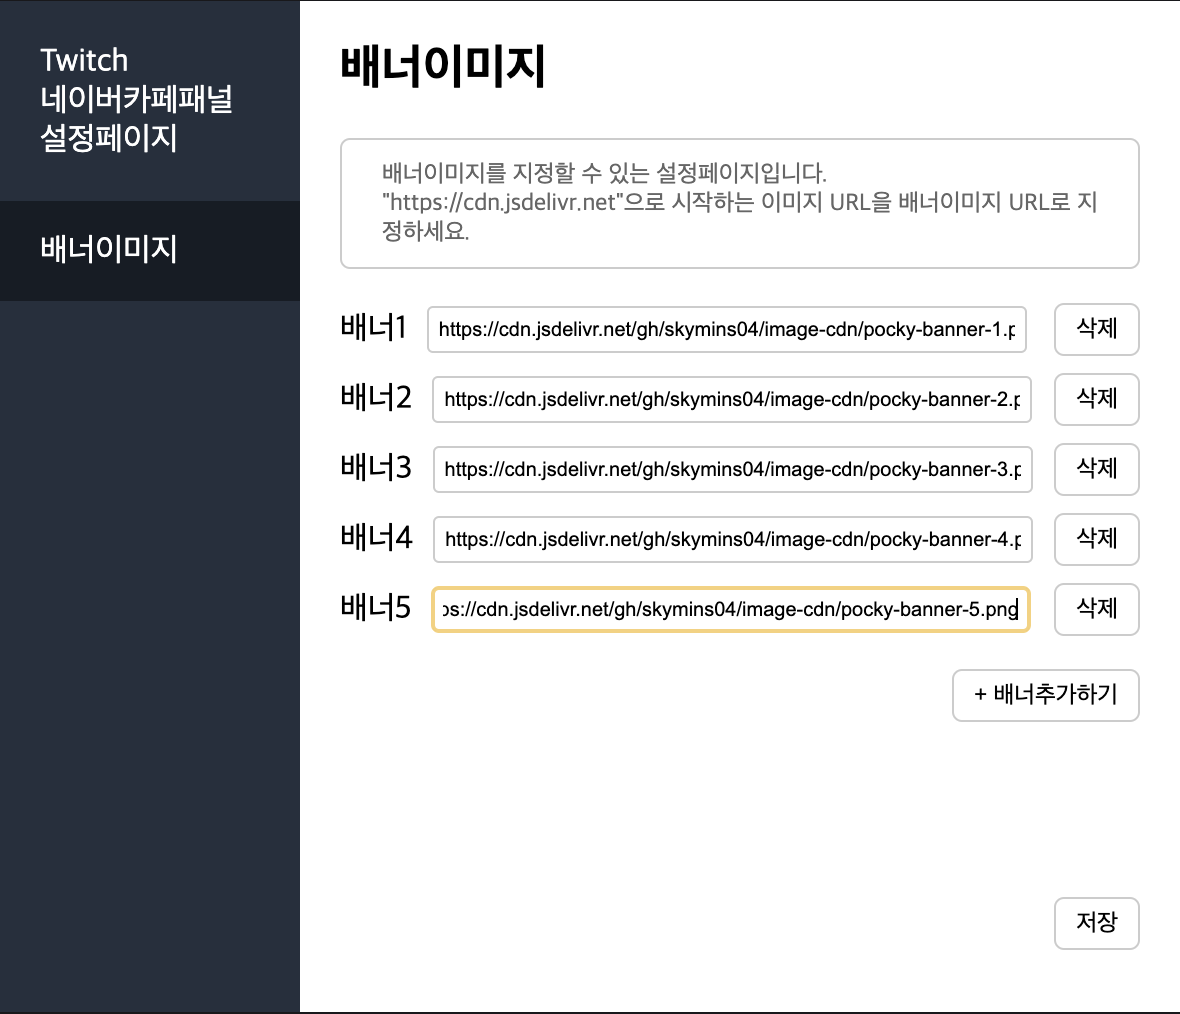 Twitch
네이버카페패널
설정페이지
배너이미지
배너이미지
배너이미지를 지정할 수 있는 설정페이지입니다.
"https://cdn.jsdelivr.net"으로 시작하는 이미지 URL을 배너이미지 URL로 지
정하세요.
배너1 https://cdn.jsdelivr.net/gh/skymins04/image-cdn/pocky-banner-1.p 삭제
배너2 https://cdn.jsdelivr.net/gh/skymins04/image-cdn/pocky-banner-2.p 삭제
배너3 https://cdn.jsdelivr.net/gh/skymins04/image-cdn/pocky-banner-3.p 삭제
배너4 https://cdn.jsdelivr.net/gh/skymins04/image-cdn/pocky-banner-4.p 삭제
배너5 ps://cdn.jsdelivr.net/gh/skymins04/image-cdn/pocky-banner-5.png 삭제
+ 배너추가하기
저장